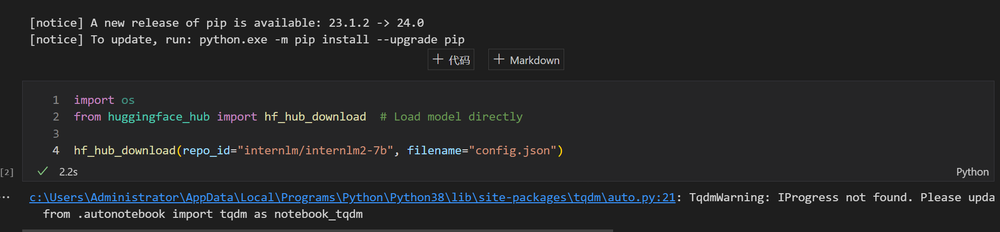 [notice] A new release of pip is available: 23.1.2 -> 24.0
[notice] To update, run: python.exe -m pip install --upgrade pip
代码 Markdown
1 import os
2 from huggingface_hub import hf_hub_download  # Load model directly
3
4 hf_hub_download(repo_id="internlm/internlm2-7b", filename="config.json")
[2] 2.2s Python
c:\Users\Administrator\AppData\Local\Programs\Python\Python38\lib\site-packages\tqdm\auto.py:21: TqdmWarning: IProgress not found. Please upda
from .autonotebook import tqdm as notebook_tqdm